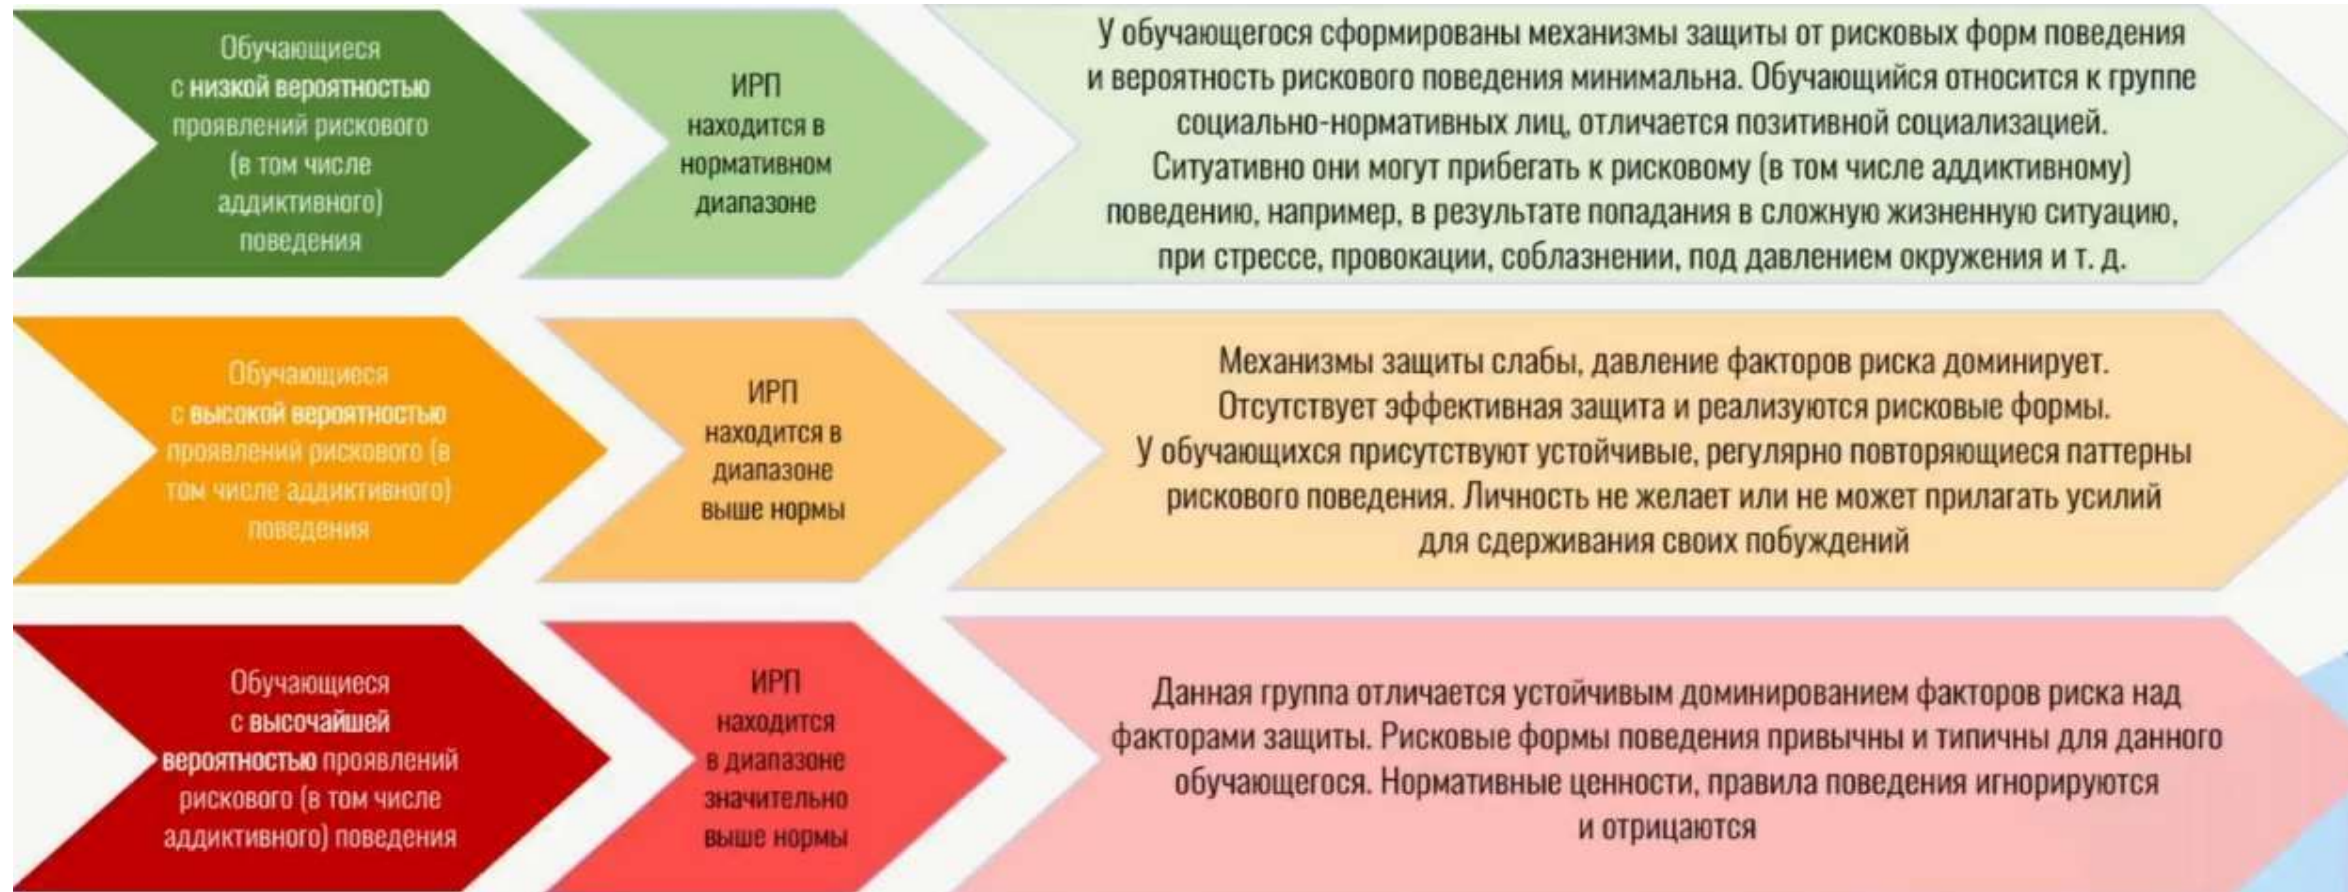 Обучающиеся
с низкой вероятностью
проявлений рискового
(в том числе
аддиктивного)
поведения
ИРП
находится в
нормативном
диапазоне
У обучающегося сформированы механизмы защиты от рисковых форм поведения
и вероятность рискового поведения минимальна. Обучающийся относится к группе
социально-нормативных лиц, отличается позитивной социализацией.
Ситуативно они могут прибегать к рисковому (в том числе аддиктивному)
поведению, например, в результате попадания в сложную жизненную ситуацию,
при стрессе, провокации, соблазнении, под давлением окружения и т. д.
Обучающиеся
с высокой вероятностью
проявлений рискового (в
том числе аддиктивного)
поведения
ИРП
находится в
диапазоне
выше нормы
Механизмы защиты слабы, давление факторов риска доминирует.
Отсутствует эффективная защита и реализуются рисковые формы.
У обучающихся присутствуют устойчивые, регулярно повторяющиеся паттерны
рискового поведения. Личность не желает или не может прилагать усилий
для сдерживания своих побуждений
Обучающиеся
с высочайшей
вероятностью проявлений
рискового (в том числе
аддиктивного) поведения
ИРП
находится
в диапазоне
значительно
выше нормы
Данная группа отличается устойчивым доминированием факторов риска над
факторами защиты. Рисковые формы поведения привычны и типичны для данного
обучающегося. Нормативные ценности, правила поведения игнорируются
и отрицаются